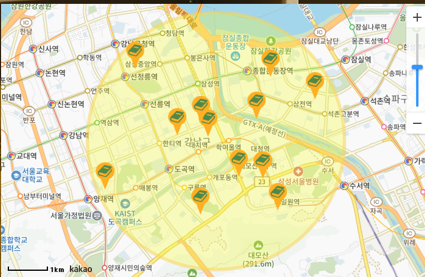 강남구청역
청담역
잠실종합
운동장
잠실새내역
신사역
학동역
봉은사역
논현역
선정릉역
삼성중앙역
종합운동장역
잠실역
송파나루역
삼성역
신논현역
언주역
선릉역
삼전역
석촌역
석촌고분역
강남역
역삼역
송파구
GTX-A(예정선)
한티역
강남구
대치역
학여울역
교대역
도곡역
대청역
개포동역
서울교육
대학교
매봉역
구룡역
23
삼성서울병원
수서역
남부터미널역
양재역
일원역
서울가정법원
KAIST
도곡캠퍼스
대모산
(291.6m)
양재시민의숲역
1km kakao